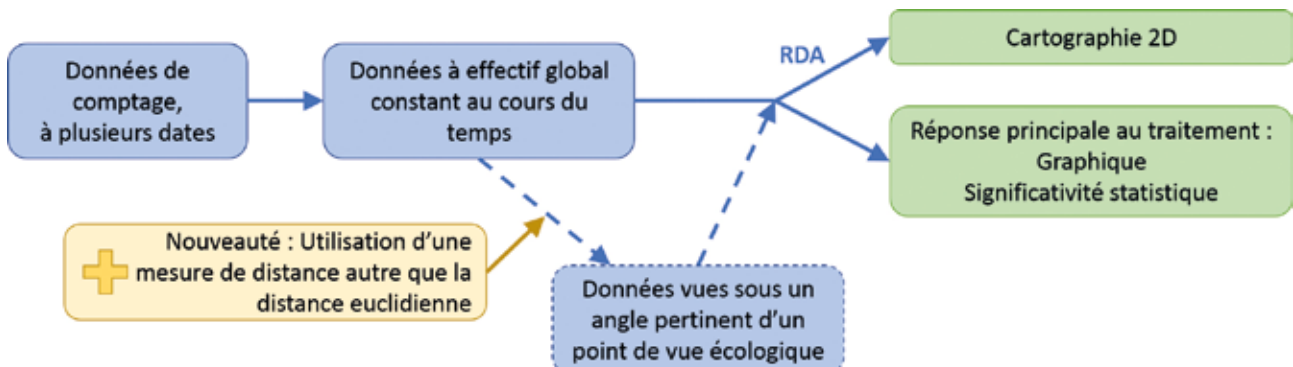 Données de
comptage,
à plusieurs dates
Données à effectif global
constant au cours du
temps
RDA
Cartographie 2D
Réponse principale au traitement :
Graphique
Significativité statistique
Nouveauté : Utilisation d'une
mesure de distance autre que la
distance euclidienne
Données vues sous un
angle pertinent d'un
point de vue écologique